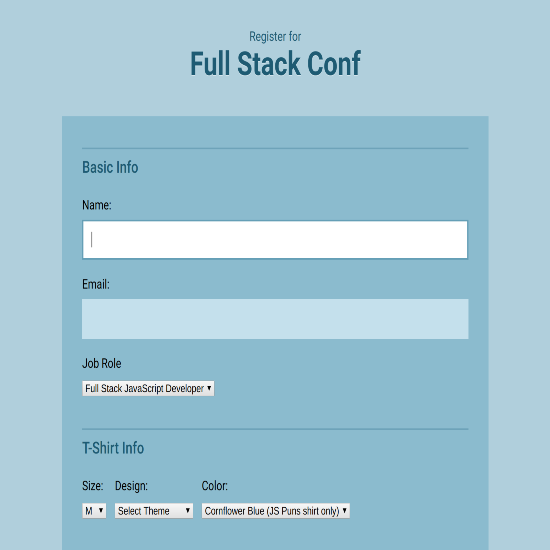 Register for
Full Stack Conf
Basic Info
Name:
Email:
Job Role
Full Stack JavaScript Developer
T-Shirt Info
Size: Design: Color:
M Select Theme Cornflower Blue (JS Puns shirt only)